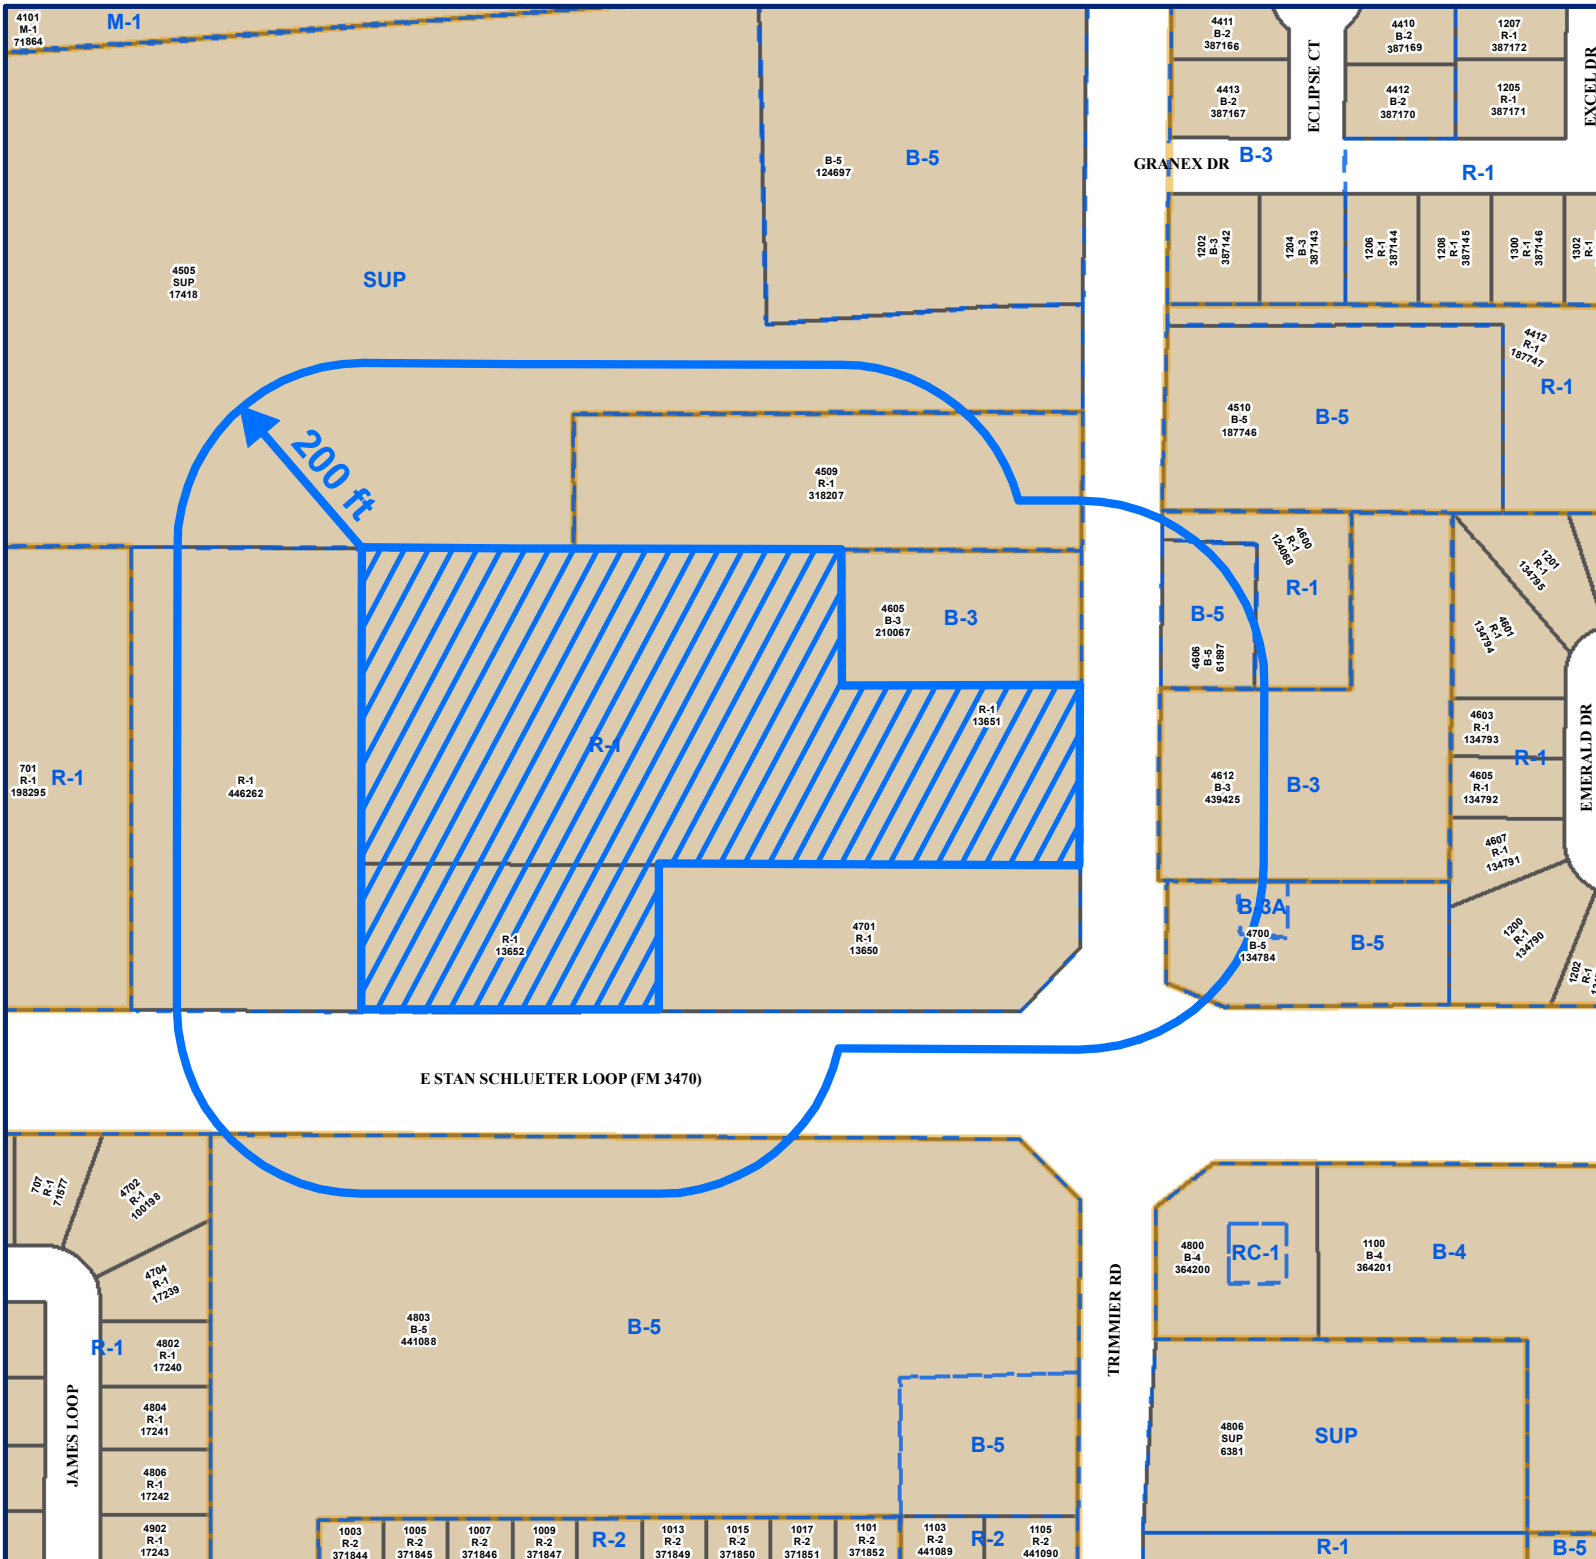 4101
M-1
71864
M-1
4411
B-2
387166
ECLIPSE CT
4410
B-2
387169
1207
R-1
387172
EXCEL DR
4413
B-2
387167
4412
B-2
387170
1205
R-1
387171
B-5
124697
B-5
GRANEX DR
B-3
R-1
1202
B-3
387142
1204
B-3
387143
1206
R-1
387144
1208
R-1
387145
1300
R-1
387146
1302
R-1
4505
SUP
17418
SUP
4412
R-1
187747
R-1
4510
B-5
187746
B-5
200 ft
4509
R-1
318207
4600
R-1
124068
R-1
1201
R-1
134795
4605
B-3
210067
B-3
B-5
4606
B-5
61897
4601
R-1
134794
R-1
13651
R-1
701
R-1
198295
R-1
R-1
446262
4612
B-3
439425
B-3
4603
R-1
134793
R-1
4605
R-1
134792
EMERALD DR
4607
R-1
134791
4701
R-1
13650
R-1
13652
B-3A
4700
B-5
134784
B-5
1200
R-1
134790
1202
R-1
E STAN SCHLUETER LOOP (FM 3470)
707
R-1
71577
4702
R-1
100198
4704
R-1
17239
4800
B-4
364200
RC-1
1100
B-4
364201
B-4
TRIMMIER RD
4803
B-5
441088
B-5
R-1
4802
R-1
17240
4804
R-1
17241
JAMES LOOP
4806
R-1
17242
4902
R-1
17243
B-5
4806
SUP
6381
SUP
1003
R-2
371844
1005
R-2
371845
1007
R-2
371846
1009
R-2
371847
R-2
1013
R-2
371849
1015
R-2
371850
1017
R-2
371851
1101
R-2
371852
1103
R-2
441089
R-2
1105
R-2
441090
R-1
B-5